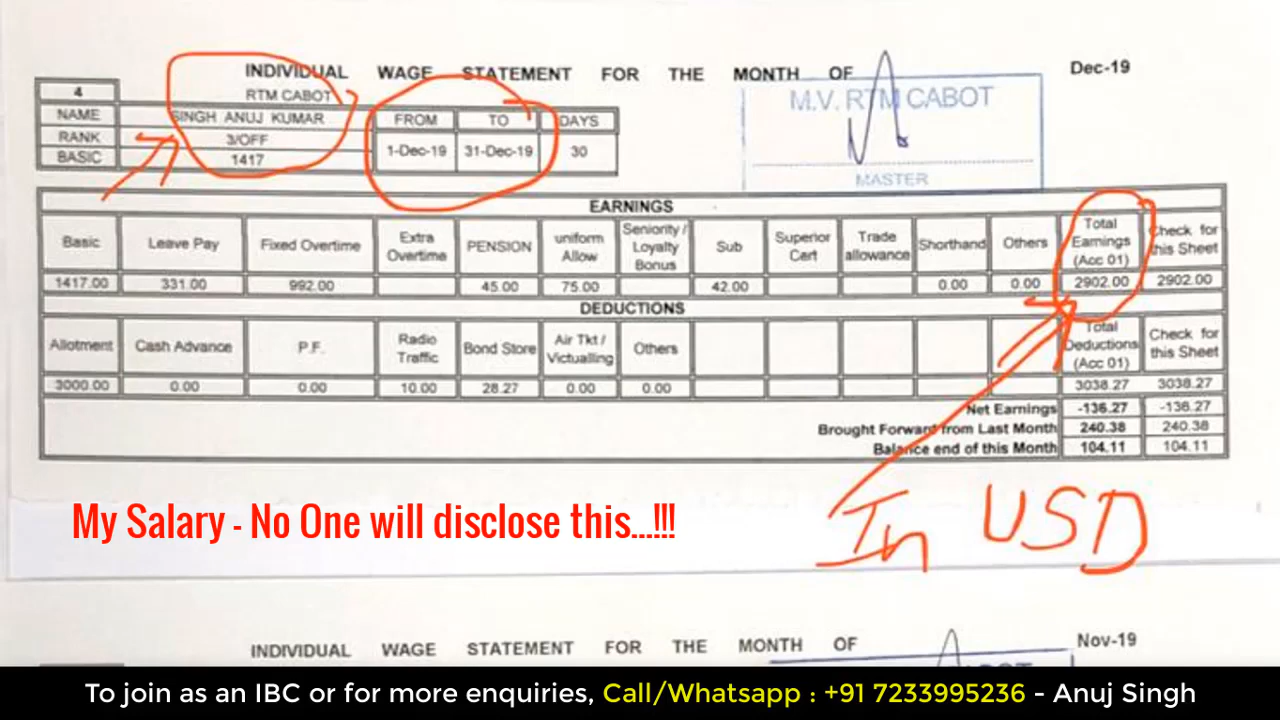 INDIVIDUAL WAGE STATEMENT FOR THE MONTH OF Dec-19
4 RTM CABOT
NAME SINGH ANUJ KUMAR FROM TO DAYS
RANK 3/OFF 1-Dec-19 31-Dec-19 30
BASIC 1417
M.V. RTM CABOT
MASTER
EARNINGS
Basic Leave Pay Fixed Overtime Extra Overtime PENSION uniform Allow Seniority / Loyalty Bonus Sub Superior Cert Trade allowance Shorthand Others Total Earnings (Acc 01) Check for this Sheet
1417.00 331.00 992.00 45.00 75.00 42.00 0.00 0.00 2902.00 2902.00
DEDUCTIONS
Allotment Cash Advance P.F. Radio Traffic Bond Store Air Tkt / Victualling Others Total Deductions (Acc 01) Check for this Sheet
3000.00 0.00 0.00 10.00 28.27 0.00 0.00 3038.27 3038.27
Net Earnings -136.27 -136.27
Brought Forward from Last Month 240.38 240.38
Balance end of this Month 104.11 104.11
My Salary - No One will disclose this...!!!
In USD
INDIVIDUAL WAGE STATEMENT FOR THE MONTH OF Nov-19
CABOT
To join as an IBC or for more enquiries, Call/Whatsapp : +91 7233995236 - Anuj Singh